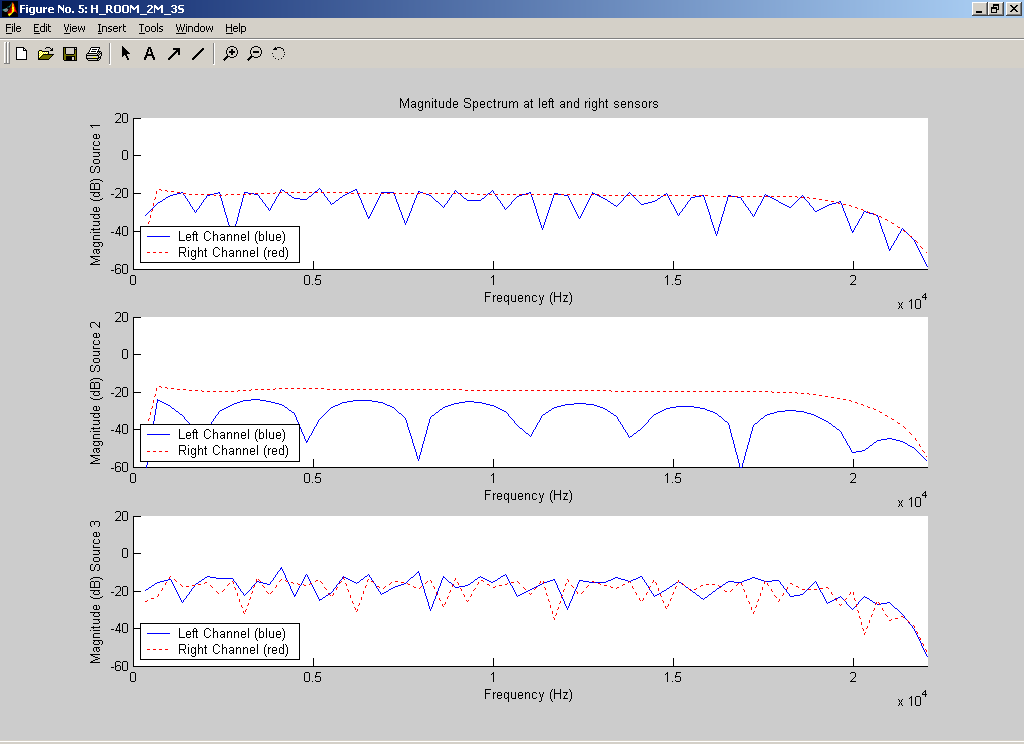 Figure No. 5: H_ROOM_2M_3S
File Edit View Insert Tools Window Help
A
Magnitude Spectrum at left and right sensors
Magnitude (dB) Source 1
20
0
-20
-40
-60
Left Channel (blue)
Right Channel (red)
0 0.5 1 1.5 2
Frequency (Hz)
x 10^4
Magnitude (dB) Source 2
20
0
-20
-40
-60
Left Channel (blue)
Right Channel (red)
0 0.5 1 1.5 2
Frequency (Hz)
x 10^4
Magnitude (dB) Source 3
20
0
-20
-40
-60
Left Channel (blue)
Right Channel (red)
0 0.5 1 1.5 2
Frequency (Hz)
x 10^4